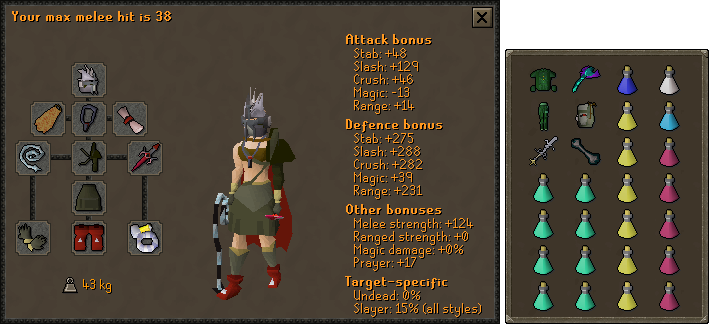 Your max melee hit is 38
Attack bonus
Stab: +48
Slash: +129
Crush: +46
Magic: -13
Range: +14
Defence bonus
Stab: +275
Slash: +288
Crush: +282
Magic: +39
Range: +231
Other bonuses
Melee strength: +124
Ranged strength: +0
Magic damage: +0%
Prayer: +17
Target-specific
Undead: 0%
Slayer: 15% (all styles)
43 kg